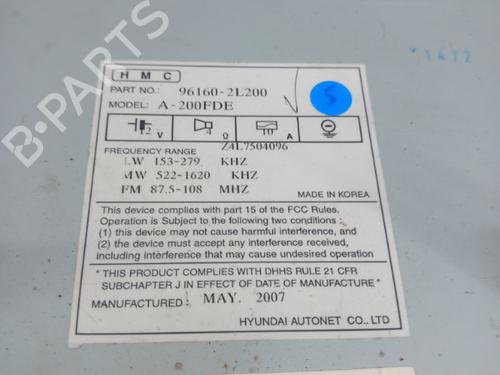 H M C
PART NO.: 96160-2L200
MODEL: A-200FDE
5
12 V
4 Ω
10 A
Z4L7504096
FREQUENCY RANGE
LW 153-279 KHZ
MW 522-1620 KHZ
FM 87.5-108 MHZ
MADE IN KOREA
This device complies with part 15 of the FCC Rules.
Operation is Subject to the following two conditions :
(1) this device may not cause harmful interference, and
(2) the device must accept any interference received,
including interference that may cause undesired operation
* THIS PRODUCT COMPLIES WITH DHHS RULE 21 CFR
SUBCHAPTER J IN EFFECT OF DATE OF MANUFACTURE *
MANUFACTURED: MAY. 2007
HYUNDAI AUTONET CO., LTD
B-PARTS